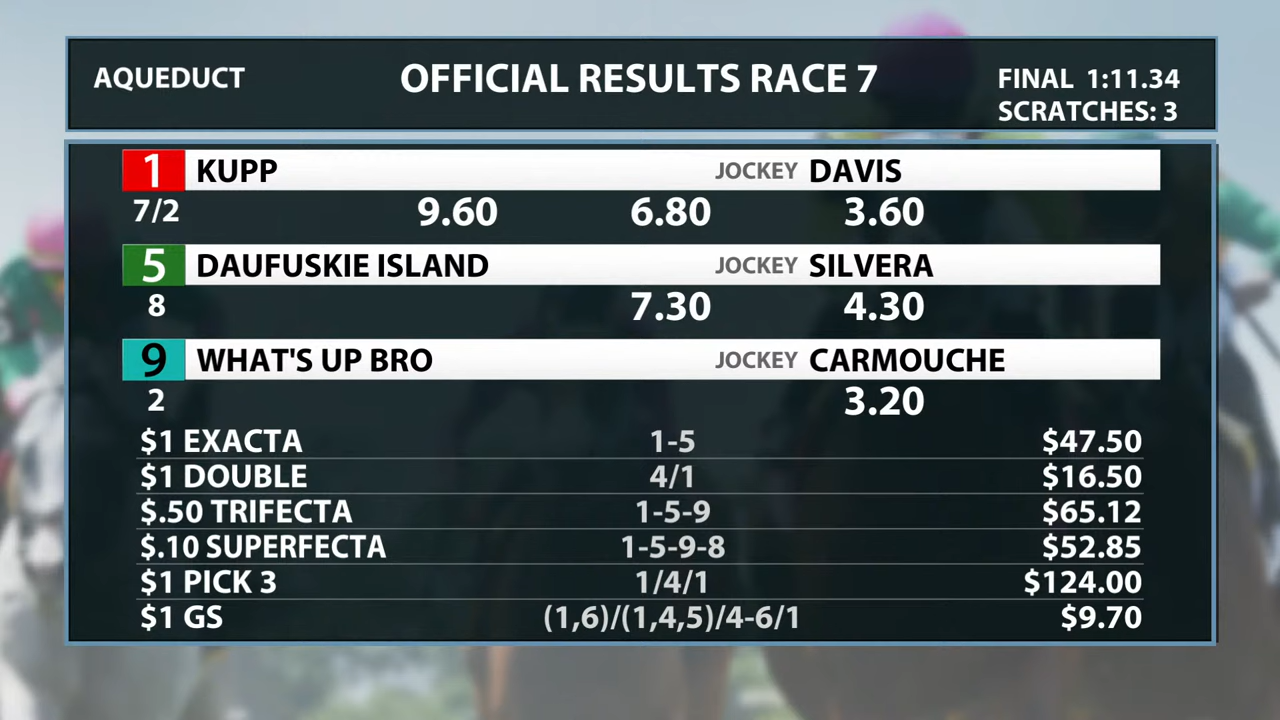 AQUEDUCT
OFFICIAL RESULTS RACE 7
FINAL 1:11.34
SCRATCHES: 3
1 KUPP JOCKEY DAVIS
7/2 9.60 6.80 3.60
5 DAUFUSKIE ISLAND JOCKEY SILVERA
8 7.30 4.30
9 WHAT'S UP BRO JOCKEY CARMOUCHE
2 3.20
$1 EXACTA 1-5 $47.50
$1 DOUBLE 4/1 $16.50
$.50 TRIFECTA 1-5-9 $65.12
$.10 SUPERFECTA 1-5-9-8 $52.85
$1 PICK 3 1/4/1 $124.00
$1 GS (1,6)/(1,4,5)/4-6/1 $9.70